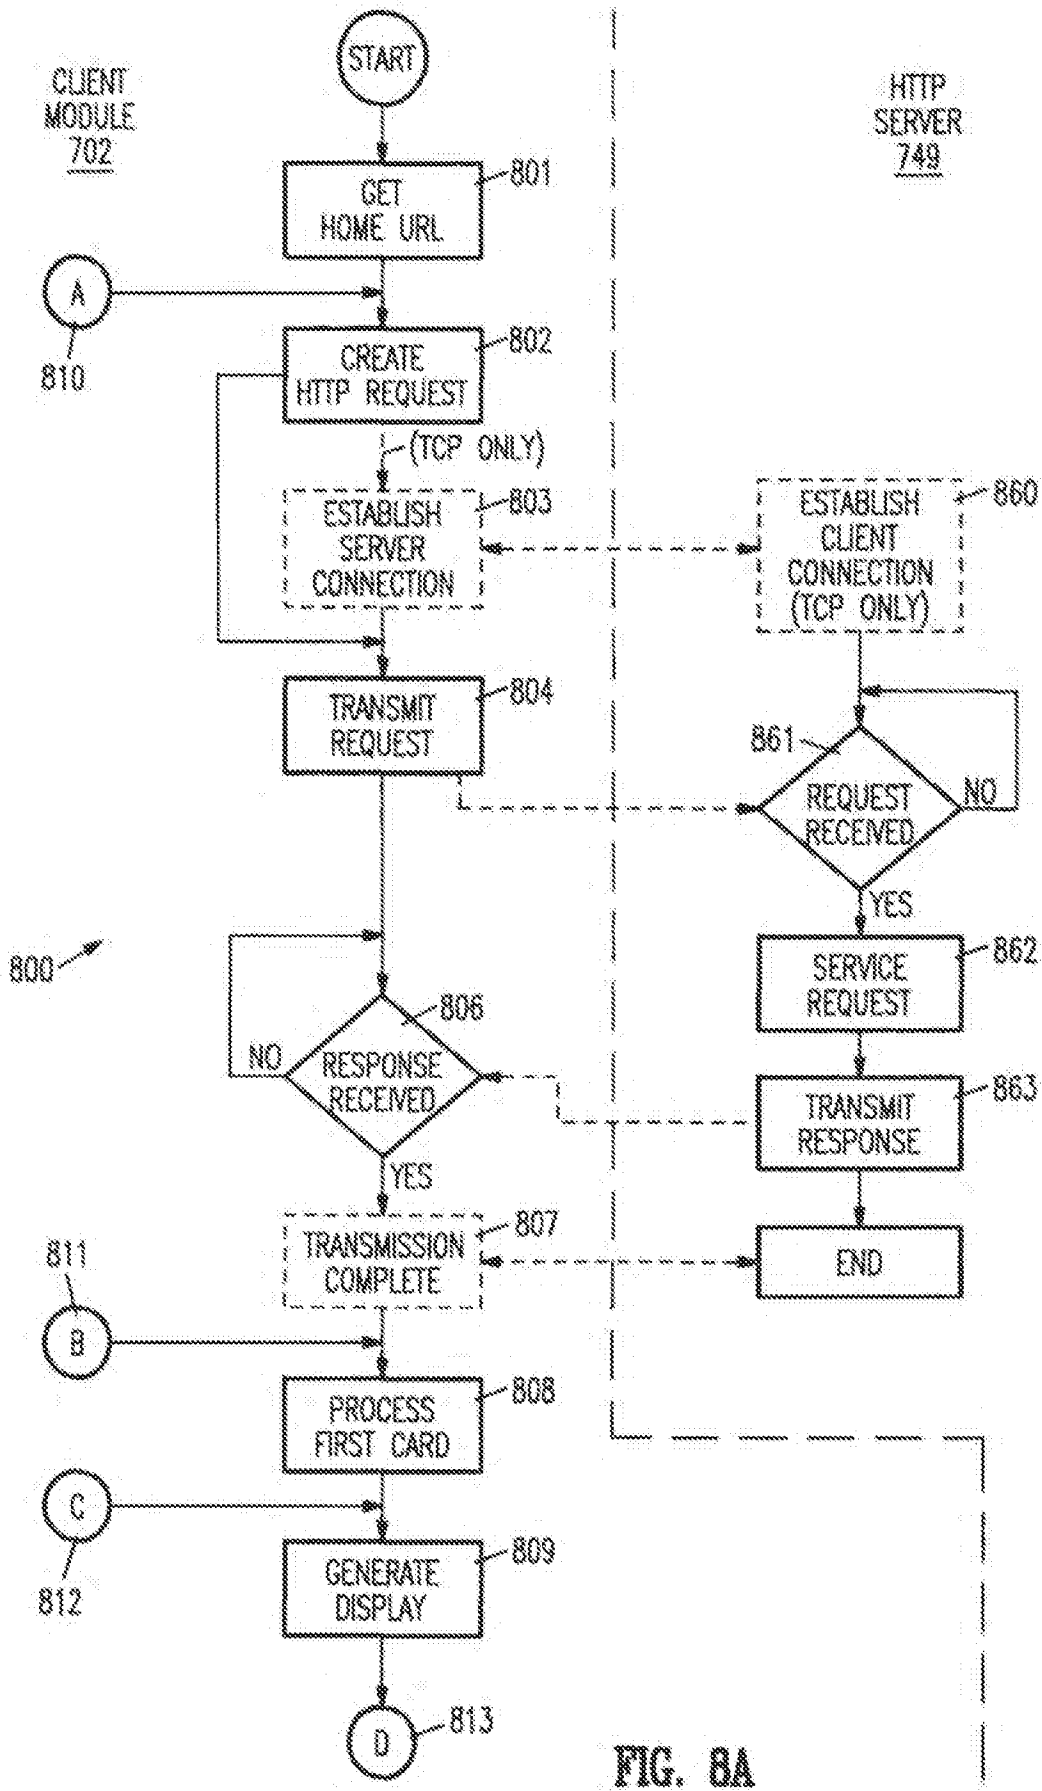 START
CLIENT
MODULE
702
HTTP
SERVER
749
801
GET
HOME URL
A
810
802
CREATE
HTTP REQUEST
(TCP ONLY)
803
ESTABLISH
SERVER
CONNECTION
860
ESTABLISH
CLIENT
CONNECTION
(TCP ONLY)
804
TRANSMIT
REQUEST
861
REQUEST
RECEIVED
NO
YES
800
862
SERVICE
REQUEST
806
RESPONSE
RECEIVED
NO
YES
863
TRANSMIT
RESPONSE
807
TRANSMISSION
COMPLETE
END
811
B
808
PROCESS
FIRST CARD
C
812
809
GENERATE
DISPLAY
D
813
FIG. 8A